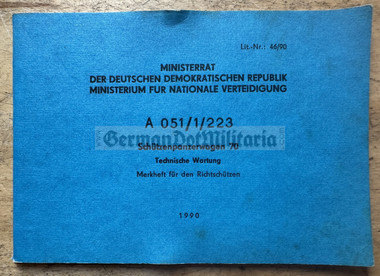 Lit.-Nr.: 46/90
MINISTERRAT
DER DEUTSCHEN DEMOKRATISCHEN REPUBLIK
MINISTERIUM FÜR NATIONALE VERTEIDIGUNG
A 051/1/223
GermanDotMilitaria
Schützenpanzerwagen 70
Technische Wartung
Merkheft für den Richtschützen
1990